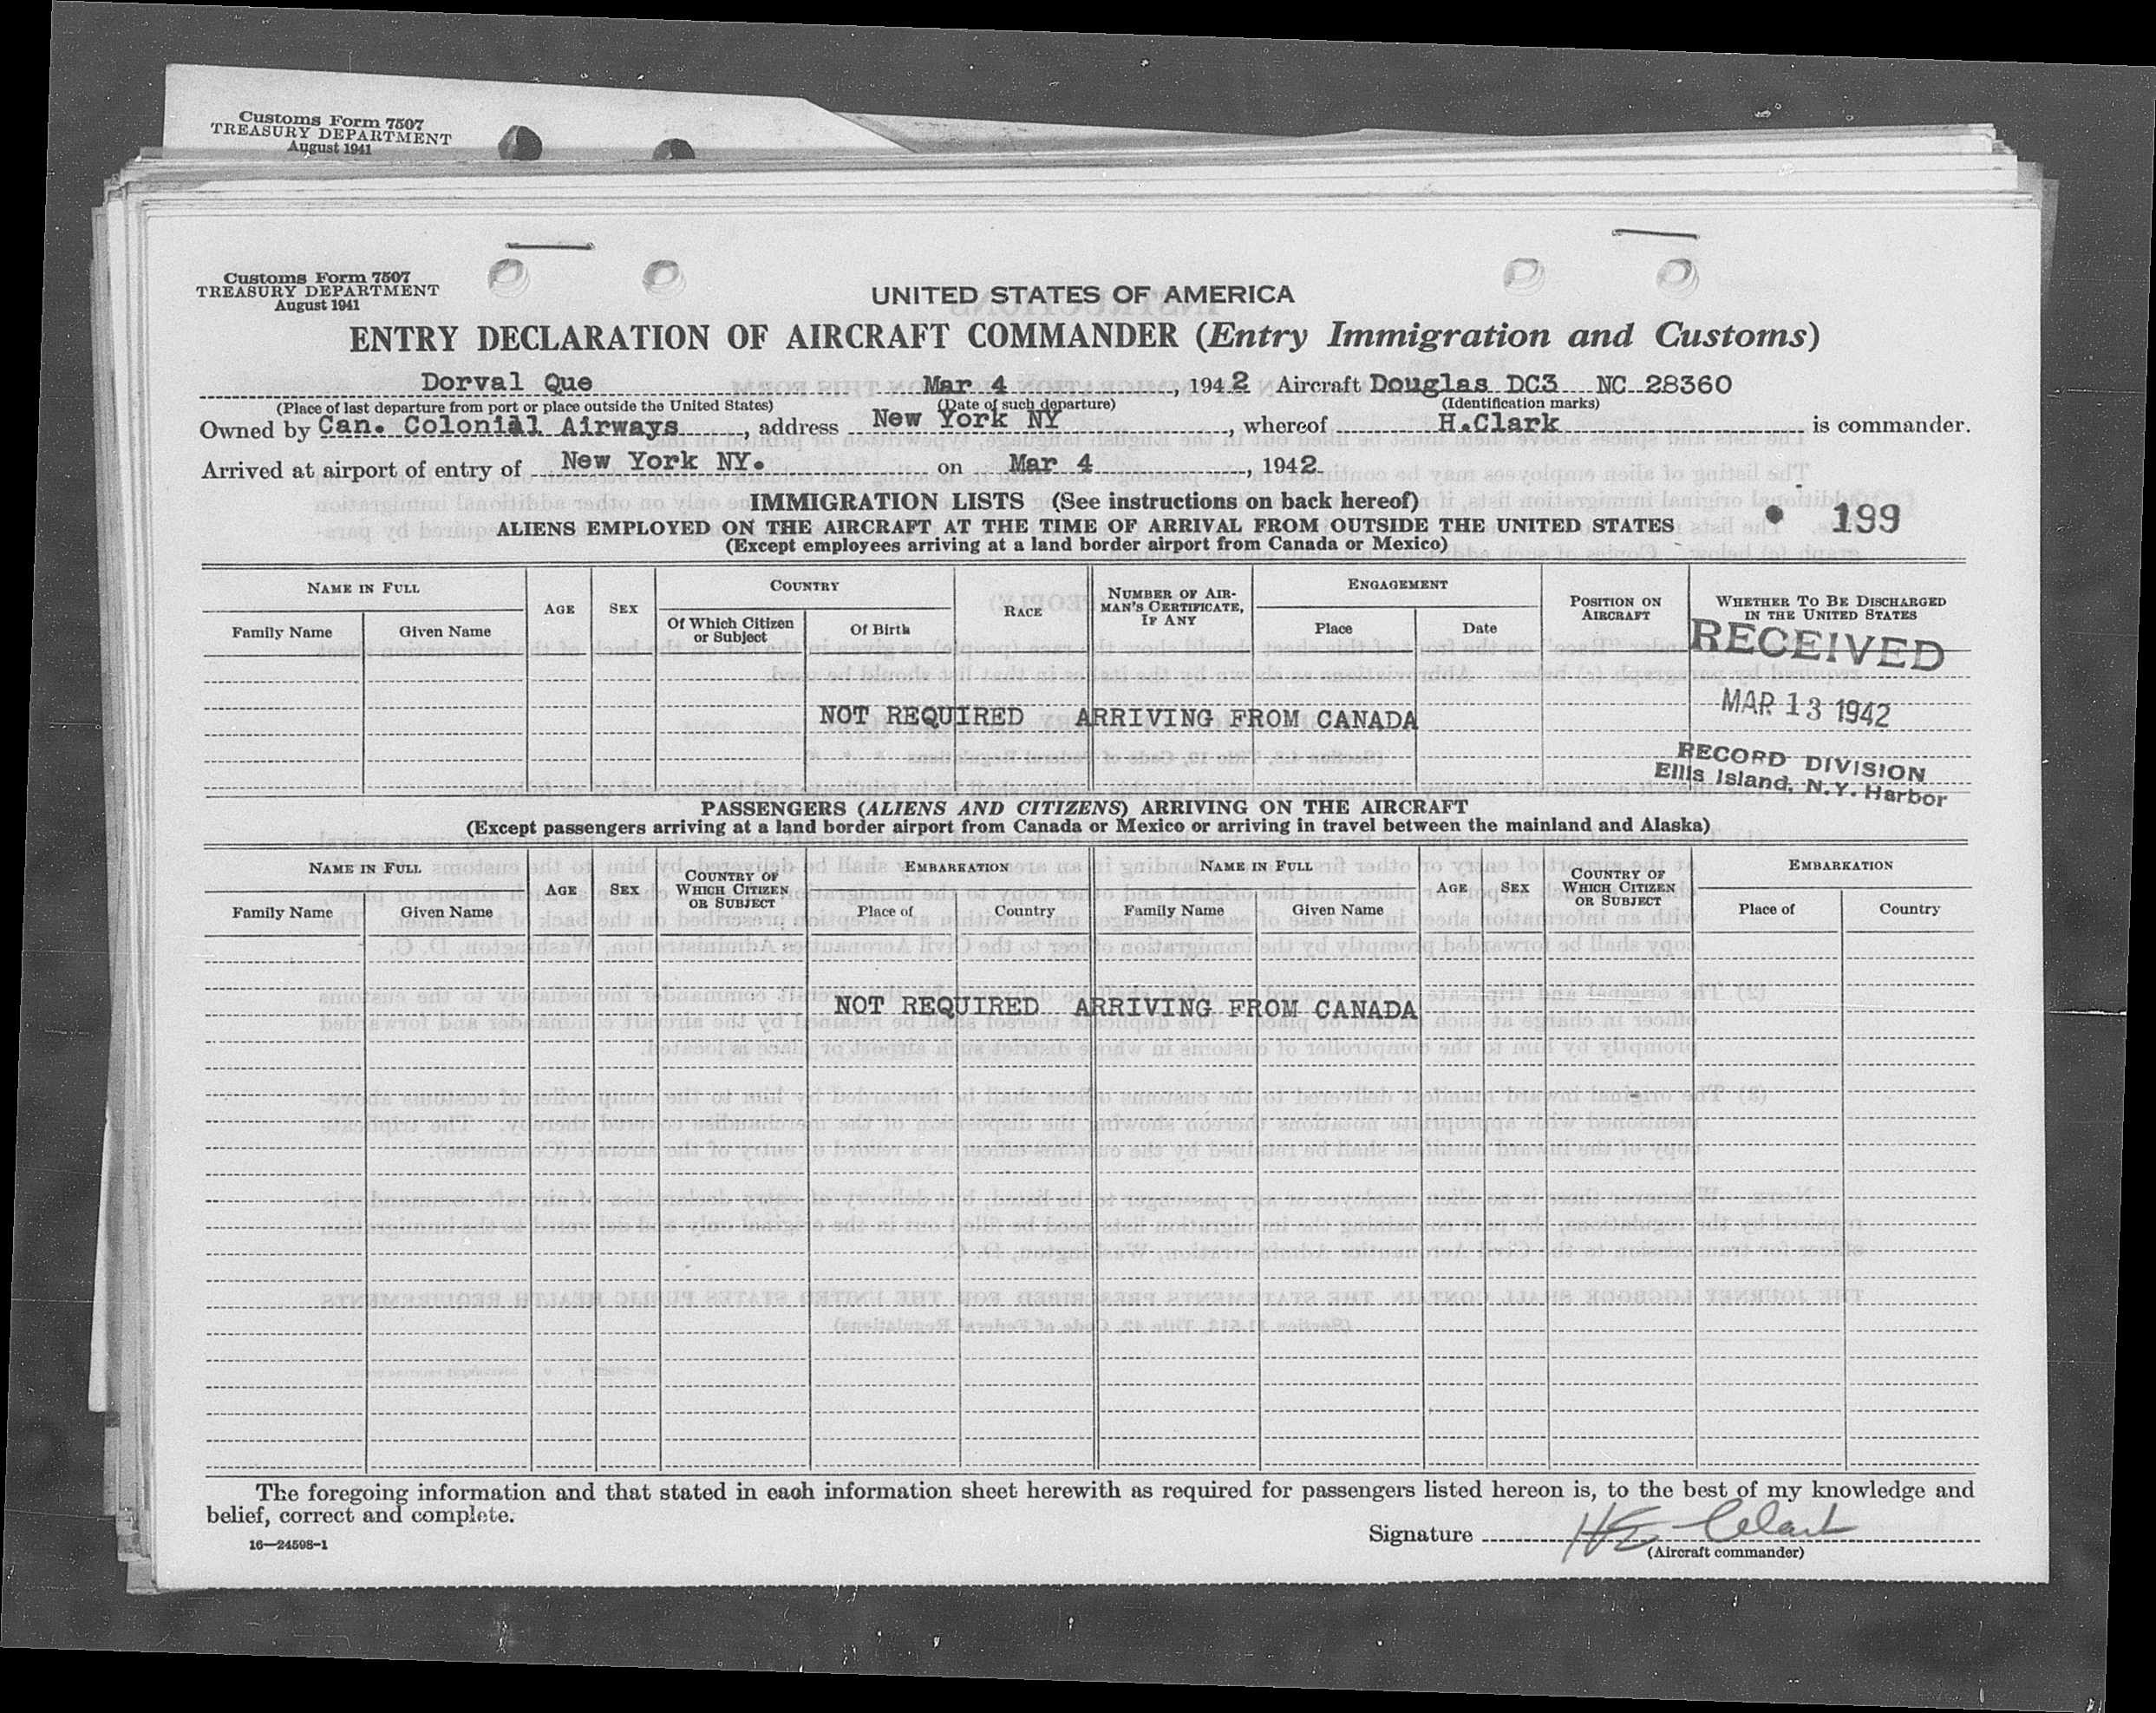 Customs Form 7507
TREASURY DEPARTMENT
August 1941
Customs Form 7507
TREASURY DEPARTMENT
August 1941
UNITED STATES OF AMERICA
ENTRY DECLARATION OF AIRCRAFT COMMANDER (Entry Immigration and Customs)
Dorval Que Mar 4, 1942 Aircraft Douglas DC3 NC 28360
(Place of last departure from port or place outside the United States) (Date of such departure) (Identification marks)
Owned by Can. Colonial Airways, address New York NY, whereof H.Clark is commander.
Arrived at airport of entry of New York NY. on Mar 4, 1942
IMMIGRATION LISTS (See instructions on back hereof)
ALIENS EMPLOYED ON THE AIRCRAFT AT THE TIME OF ARRIVAL FROM OUTSIDE THE UNITED STATES 199
(Except employees arriving at a land border airport from Canada or Mexico)
NAME IN FULL AGE SEX COUNTRY RACE NUMBER OF AIRMAN'S CERTIFICATE, IF ANY ENGAGEMENT POSITION ON AIRCRAFT WHETHER TO BE DISCHARGED IN THE UNITED STATES
Family Name Given Name Of Which Citizen or Subject Of Birth Place Date
RECEIVED
MAR 13 1942
NOT REQUIRED ARRIVING FROM CANADA
RECORD DIVISION
Ellis Island, N.Y. Harbor
PASSENGERS (ALIENS AND CITIZENS) ARRIVING ON THE AIRCRAFT
(Except passengers arriving at a land border airport from Canada or Mexico or arriving in travel between the mainland and Alaska)
NAME IN FULL AGE SEX COUNTRY OF WHICH CITIZEN OR SUBJECT EMBARKATION NAME IN FULL AGE SEX COUNTRY OF WHICH CITIZEN OR SUBJECT EMBARKATION
Family Name Given Name Place of Country Family Name Given Name Place of Country
NOT REQUIRED ARRIVING FROM CANADA
The foregoing information and that stated in each information sheet herewith as required for passengers listed hereon is, to the best of my knowledge and
belief, correct and complete.
Signature H E Clark
(Aircraft commander)
16—24598-1